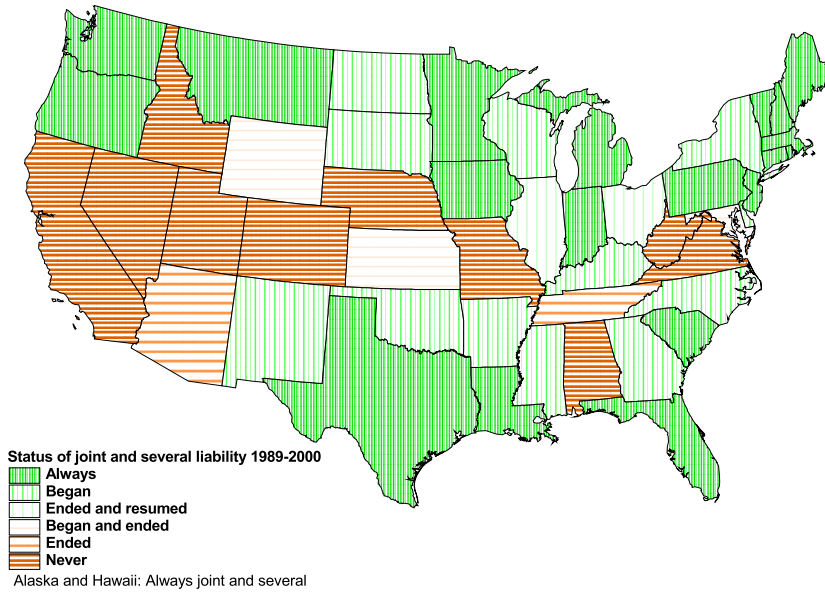 Status of joint and several liability 1989-2000
Always
Began
Ended and resumed
Began and ended
Ended
Never
Alaska and Hawaii: Always joint and several